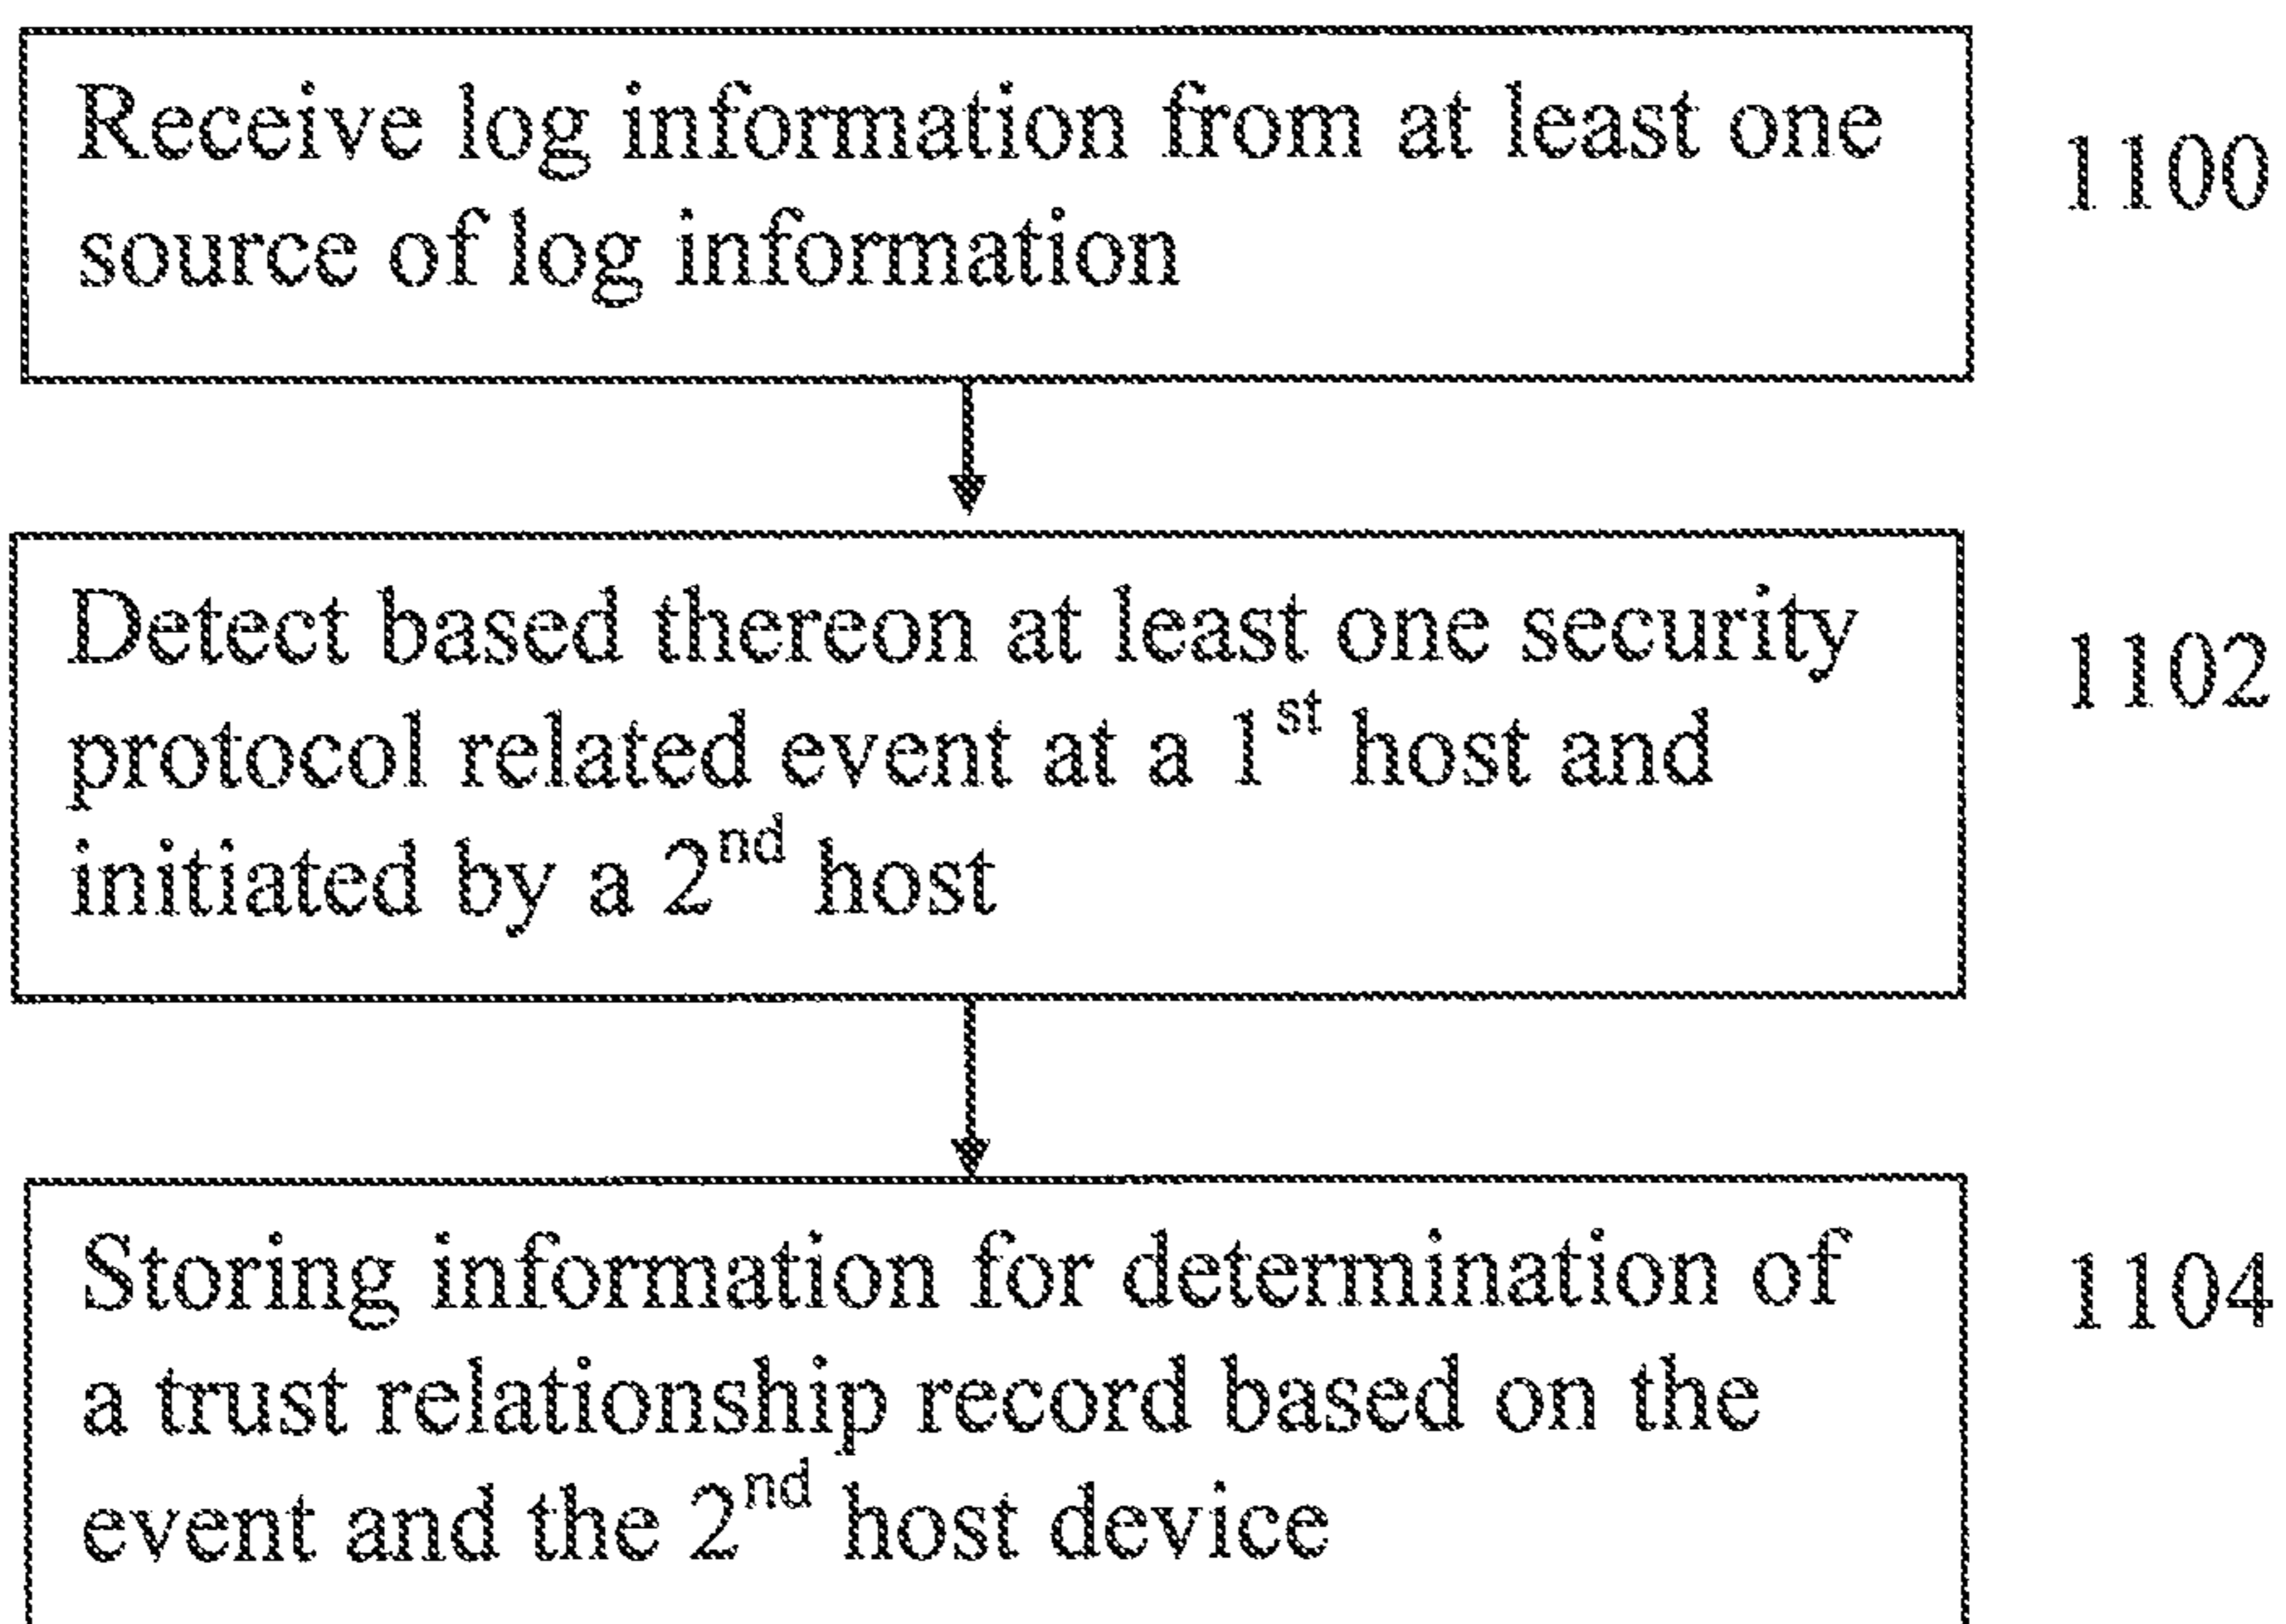 Receive log information from at least one
source of log information
1100
Detect based thereon at least one security
protocol related event at a 1st host and
initiated by a 2nd host
1102
Storing information for determination of
a trust relationship record based on the
event and the 2nd host device
1104